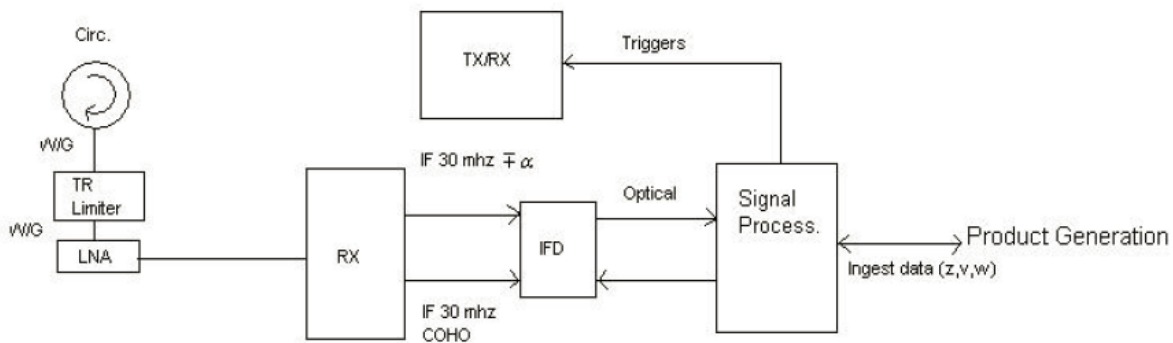 Circ.
W/G
TR
Limiter
W/G
LNA
RX
IF 30 mhz ∓ α
IF 30 mhz
COHO
IFD
Optical
TX/RX
Triggers
Signal
Process.
Product Generation
Ingest data (z,v,w)